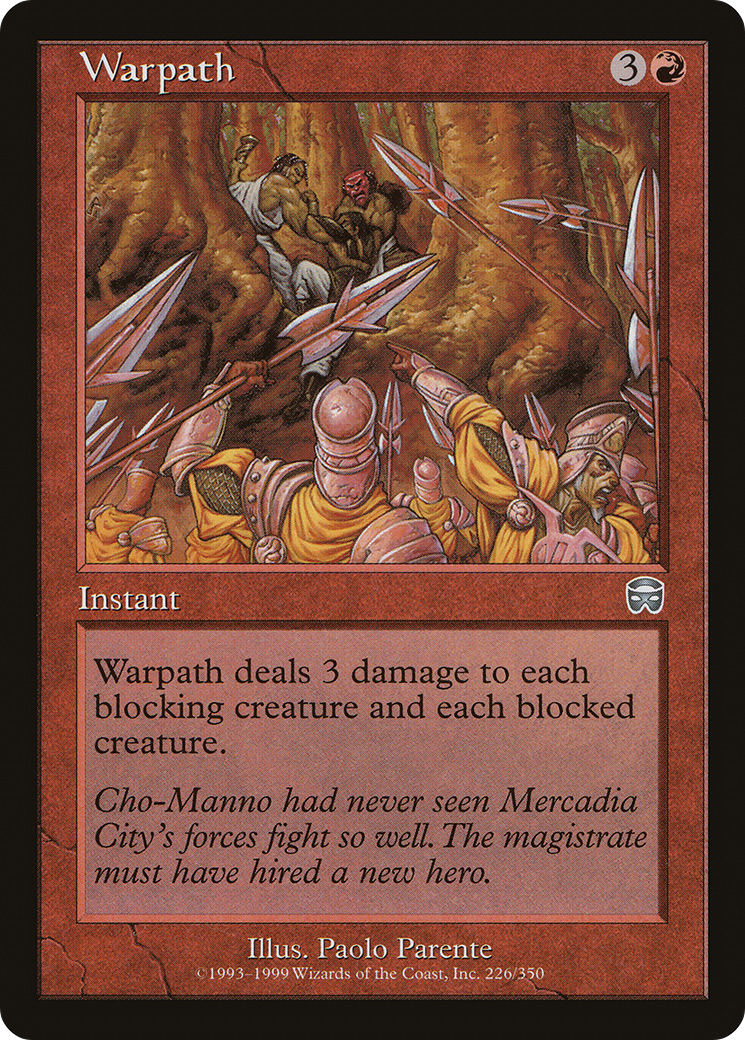 Warpath
3
Instant
Warpath deals 3 damage to each
blocking creature and each blocked
creature.
Cho-Manno had never seen Mercadia
City's forces fight so well. The magistrate
must have hired a new hero.
Illus. Paolo Parente
©1993–1999 Wizards of the Coast, Inc. 226/350